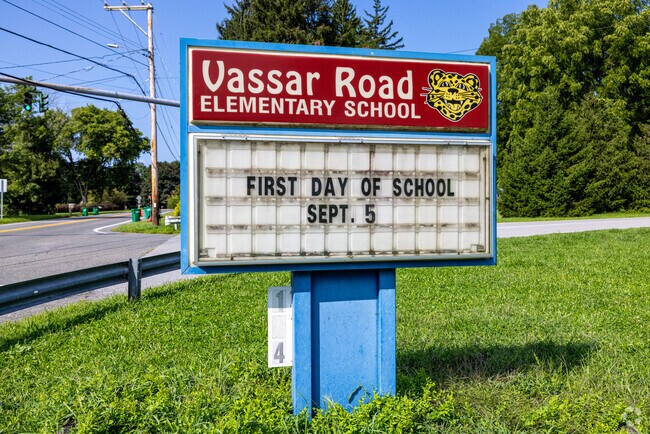 Vassar Road
ELEMENTARY SCHOOL
FIRST DAY OF SCHOOL
SEPT. 5
1
4